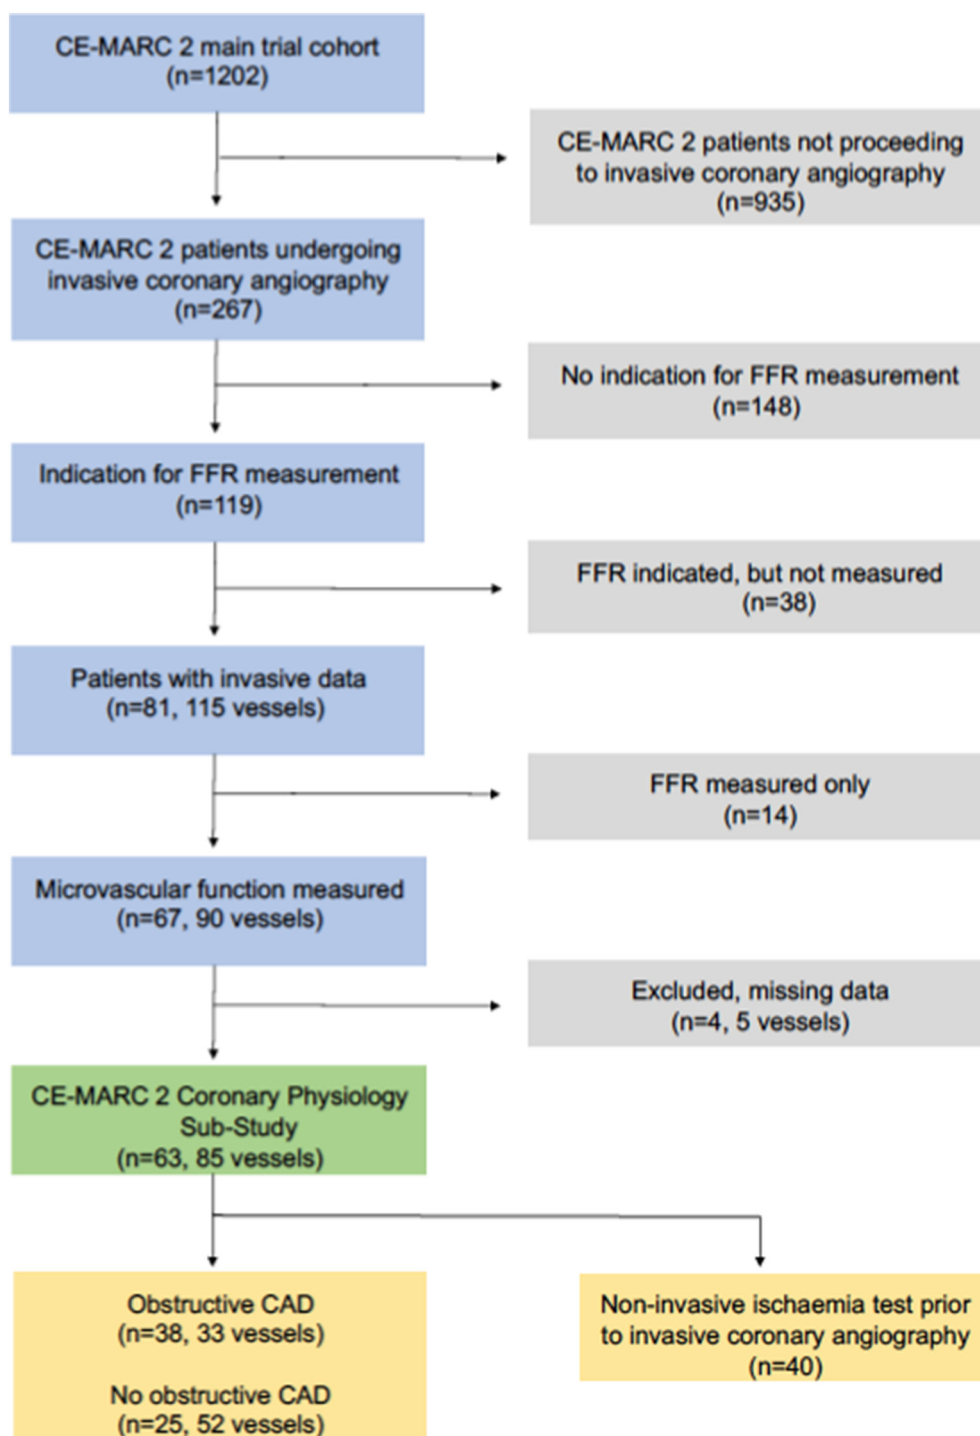 CE-MARC 2 main trial cohort
(n=1202)
CE-MARC 2 patients not proceeding
to invasive coronary angiography
(n=935)
CE-MARC 2 patients undergoing
invasive coronary angiography
(n=267)
No indication for FFR measurement
(n=148)
Indication for FFR measurement
(n=119)
FFR indicated, but not measured
(n=38)
Patients with invasive data
(n=81, 115 vessels)
FFR measured only
(n=14)
Microvascular function measured
(n=67, 90 vessels)
Excluded, missing data
(n=4, 5 vessels)
CE-MARC 2 Coronary Physiology
Sub-Study
(n=63, 85 vessels)
Obstructive CAD
(n=38, 33 vessels)
No obstructive CAD
(n=25, 52 vessels)
Non-invasive ischaemia test prior
to invasive coronary angiography
(n=40)